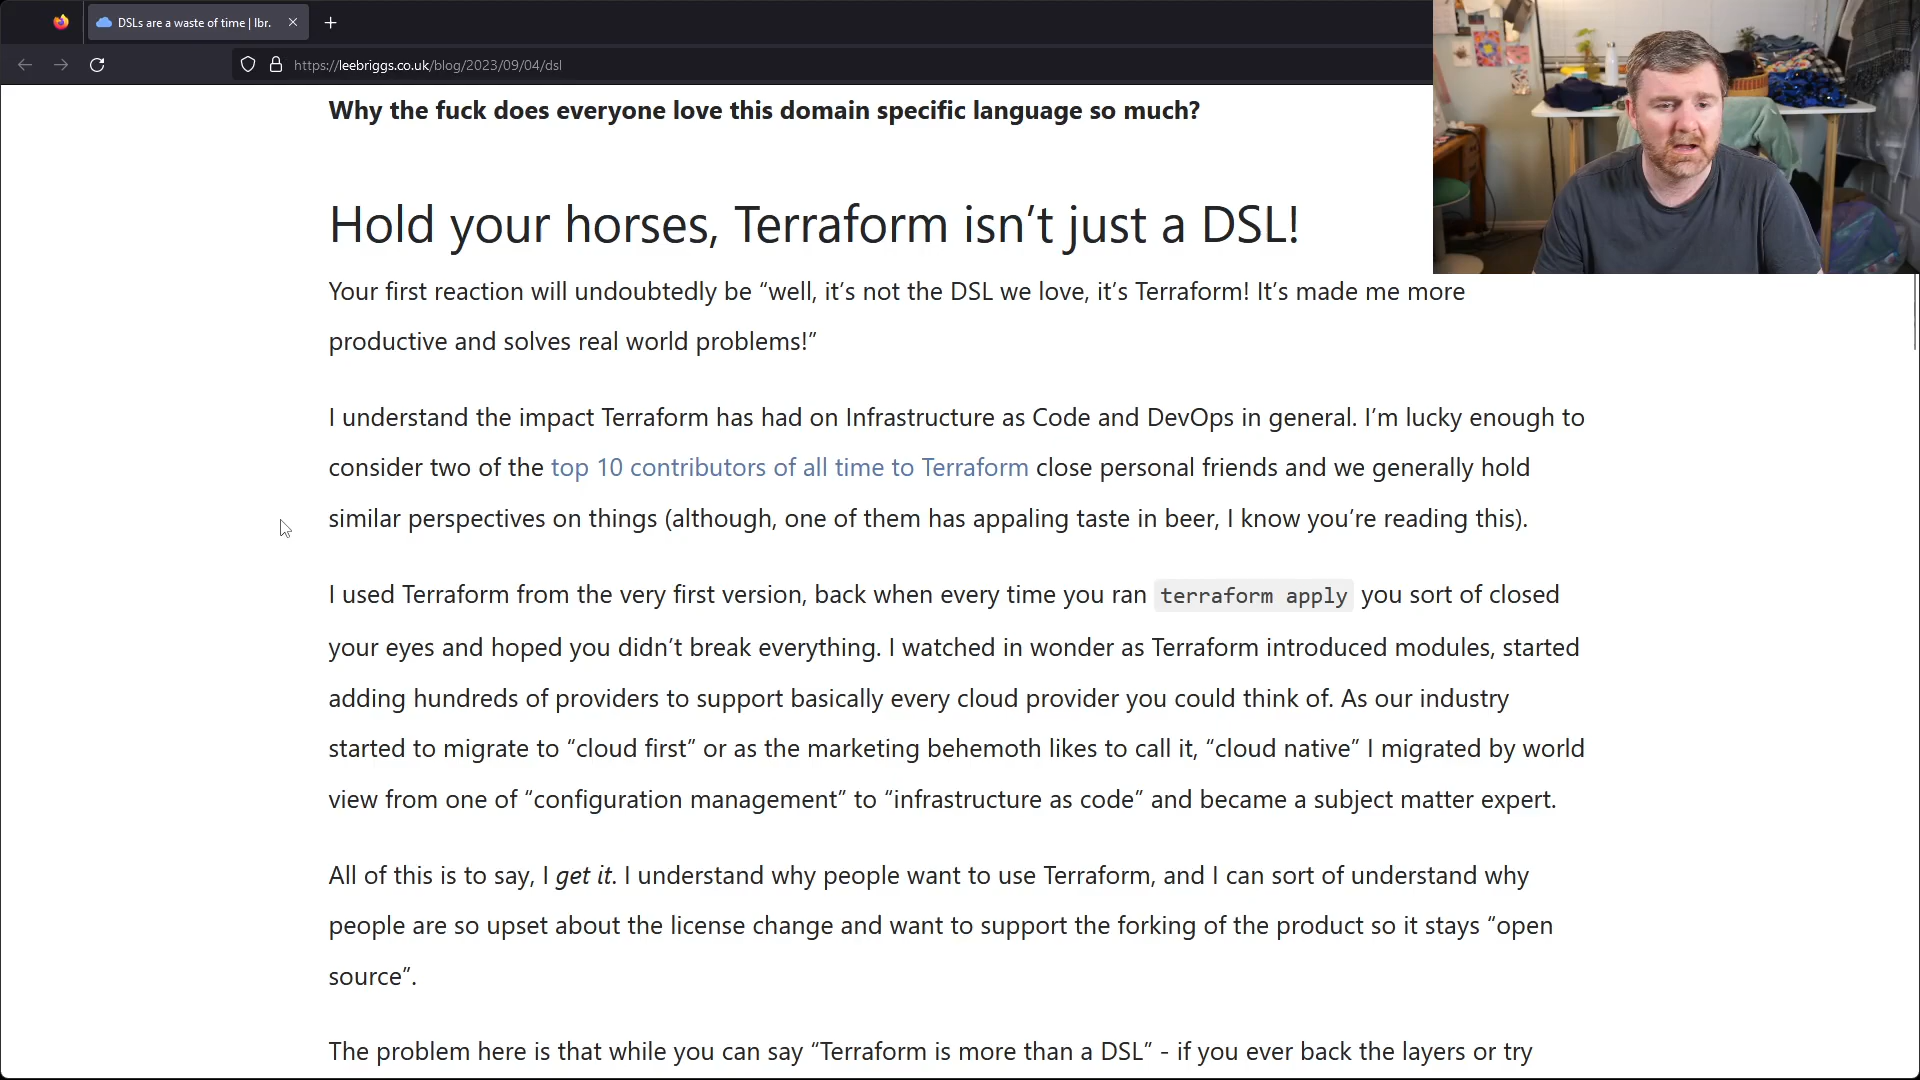 DSLs are a waste of time | lbr.
https://leebriggs.co.uk/blog/2023/09/04/dsl
Why the fuck does everyone love this domain specific language so much?
Hold your horses, Terraform isn’t just a DSL!
Your first reaction will undoubtedly be “well, it’s not the DSL we love, it’s Terraform! It’s made me more
productive and solves real world problems!”
I understand the impact Terraform has had on Infrastructure as Code and DevOps in general. I’m lucky enough to
consider two of the top 10 contributors of all time to Terraform close personal friends and we generally hold
similar perspectives on things (although, one of them has appaling taste in beer, I know you’re reading this).
I used Terraform from the very first version, back when every time you ran terraform apply you sort of closed
your eyes and hoped you didn’t break everything. I watched in wonder as Terraform introduced modules, started
adding hundreds of providers to support basically every cloud provider you could think of. As our industry
started to migrate to “cloud first” or as the marketing behemoth likes to call it, “cloud native” I migrated by world
view from one of “configuration management” to “infrastructure as code” and became a subject matter expert.
All of this is to say, I get it. I understand why people want to use Terraform, and I can sort of understand why
people are so upset about the license change and want to support the forking of the product so it stays “open
source”.
The problem here is that while you can say “Terraform is more than a DSL” - if you ever back the layers or try